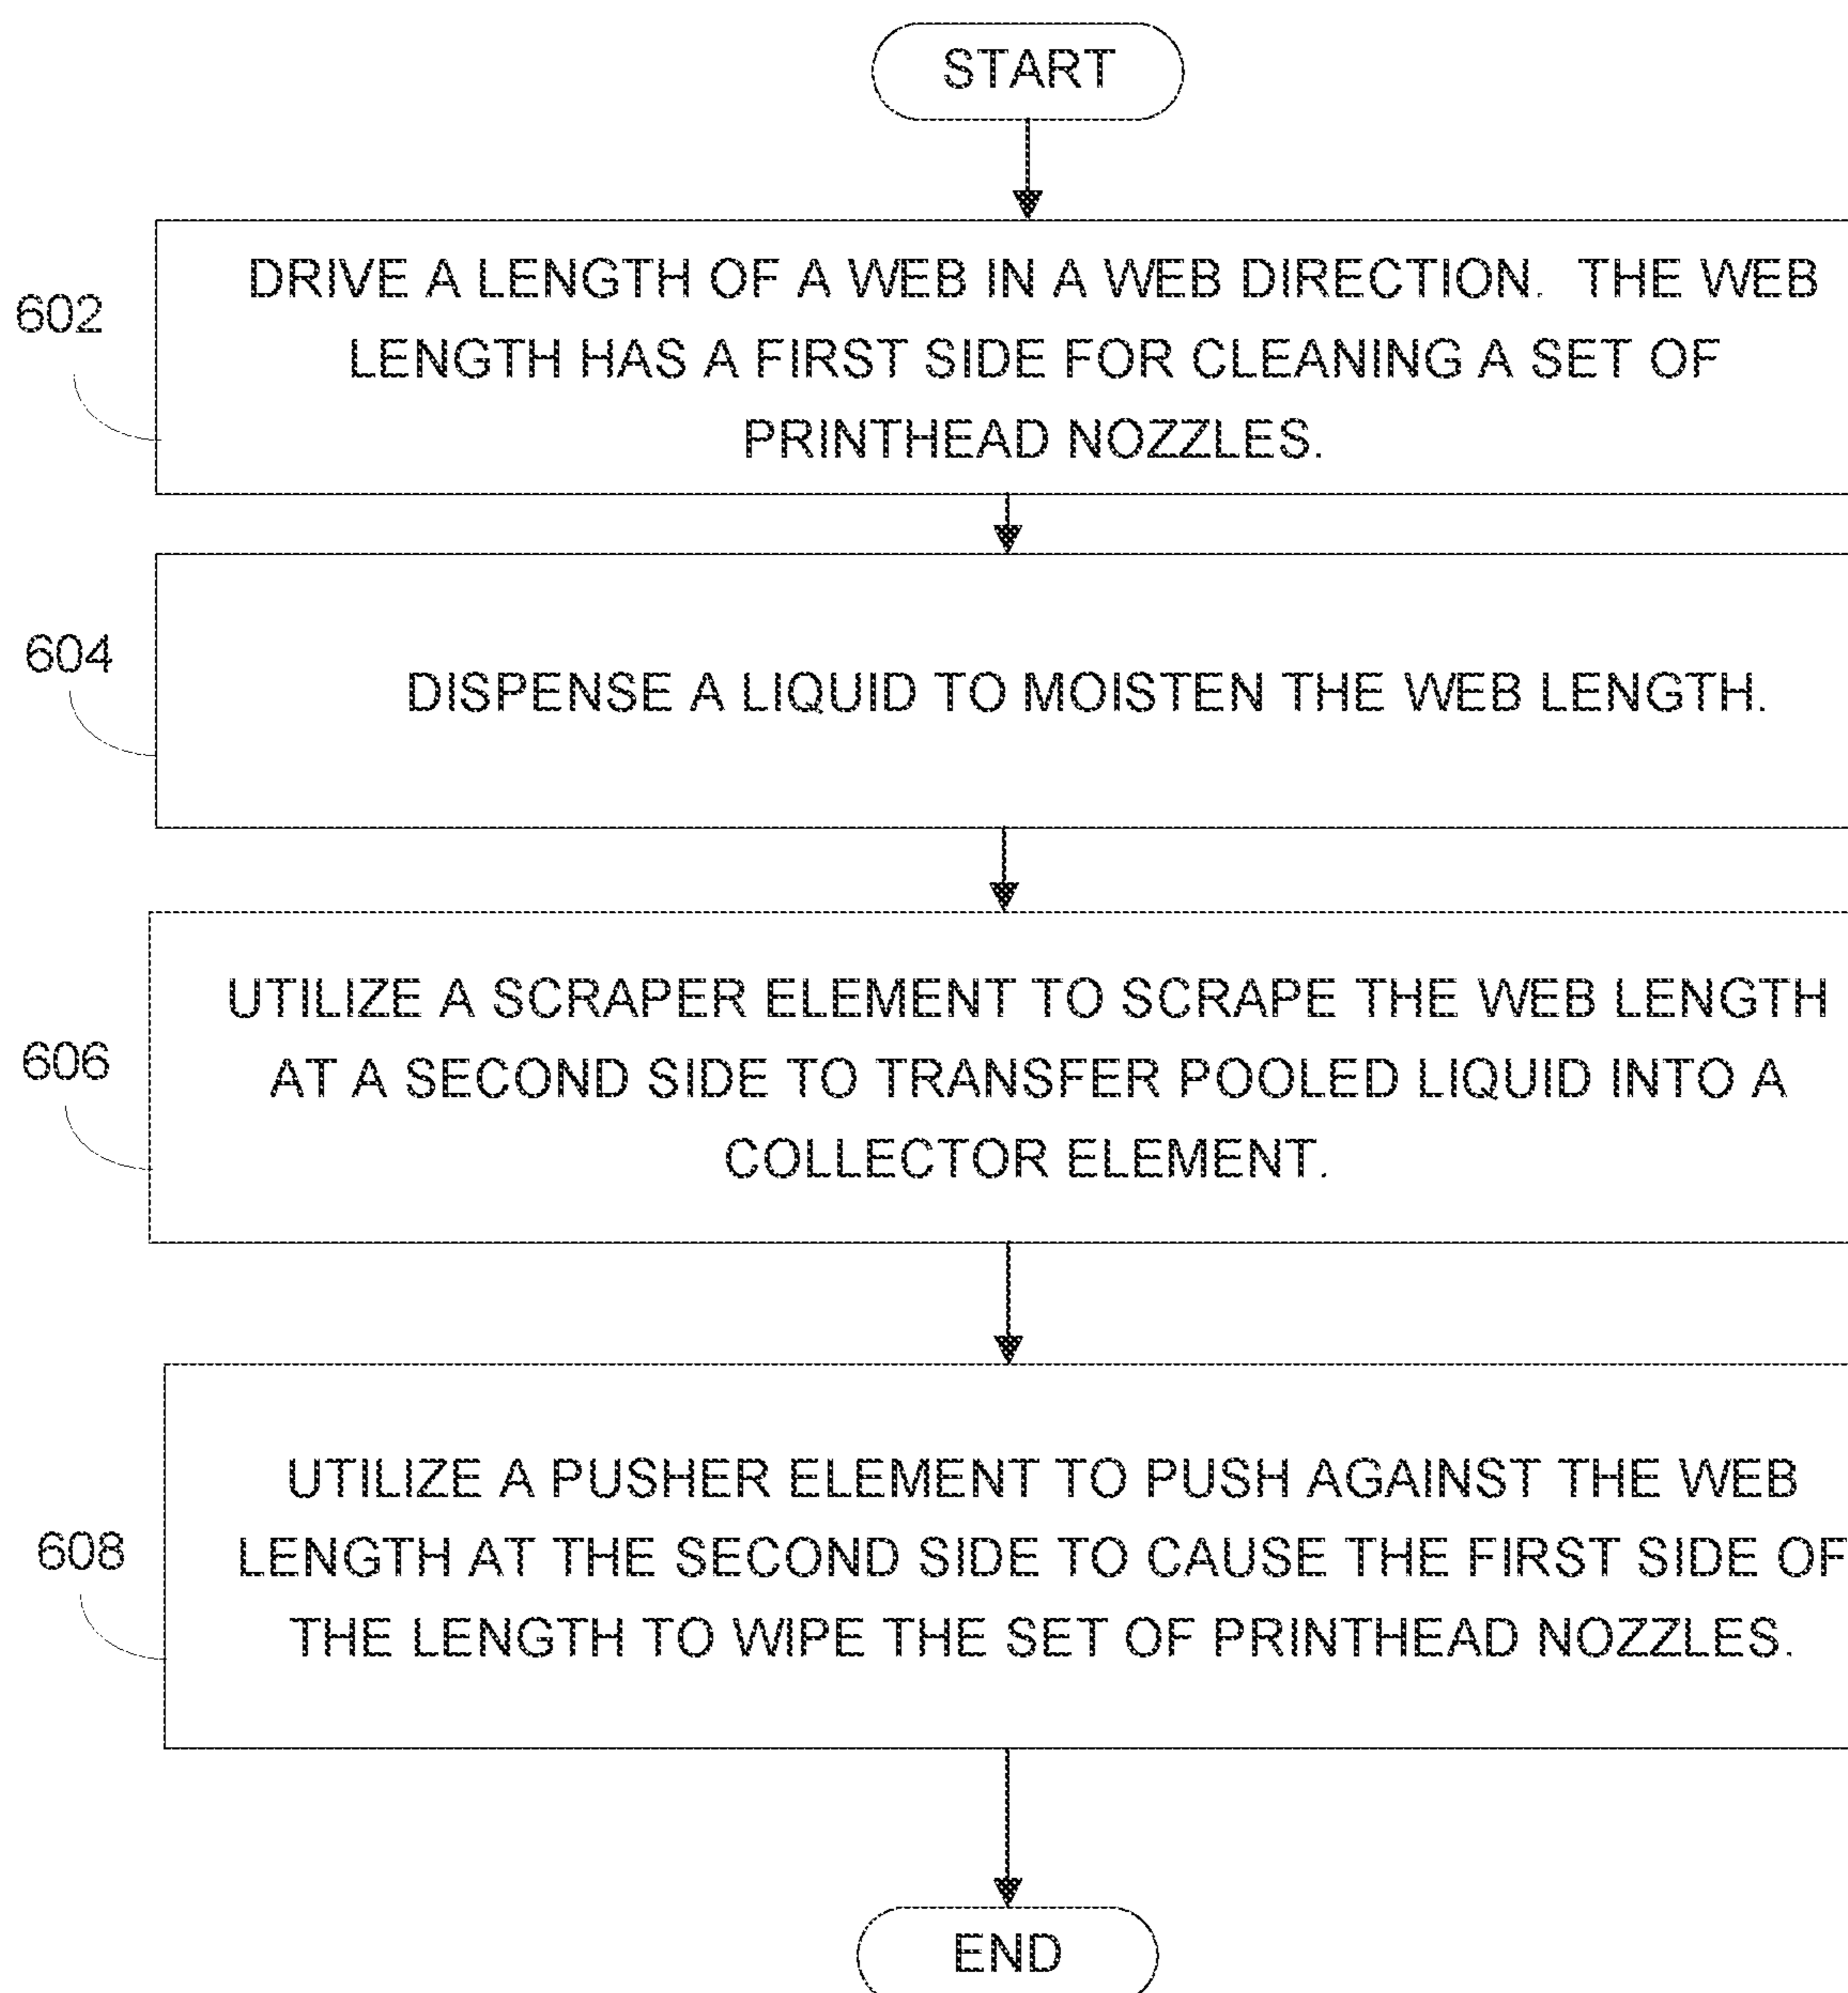 START
602
DRIVE A LENGTH OF A WEB IN A WEB DIRECTION. THE WEB
LENGTH HAS A FIRST SIDE FOR CLEANING A SET OF
PRINTHEAD NOZZLES.
604
DISPENSE A LIQUID TO MOISTEN THE WEB LENGTH.
606
UTILIZE A SCRAPER ELEMENT TO SCRAPE THE WEB LENGTH
AT A SECOND SIDE TO TRANSFER POOLED LIQUID INTO A
COLLECTOR ELEMENT.
608
UTILIZE A PUSHER ELEMENT TO PUSH AGAINST THE WEB
LENGTH AT THE SECOND SIDE TO CAUSE THE FIRST SIDE OF
THE LENGTH TO WIPE THE SET OF PRINTHEAD NOZZLES.
END